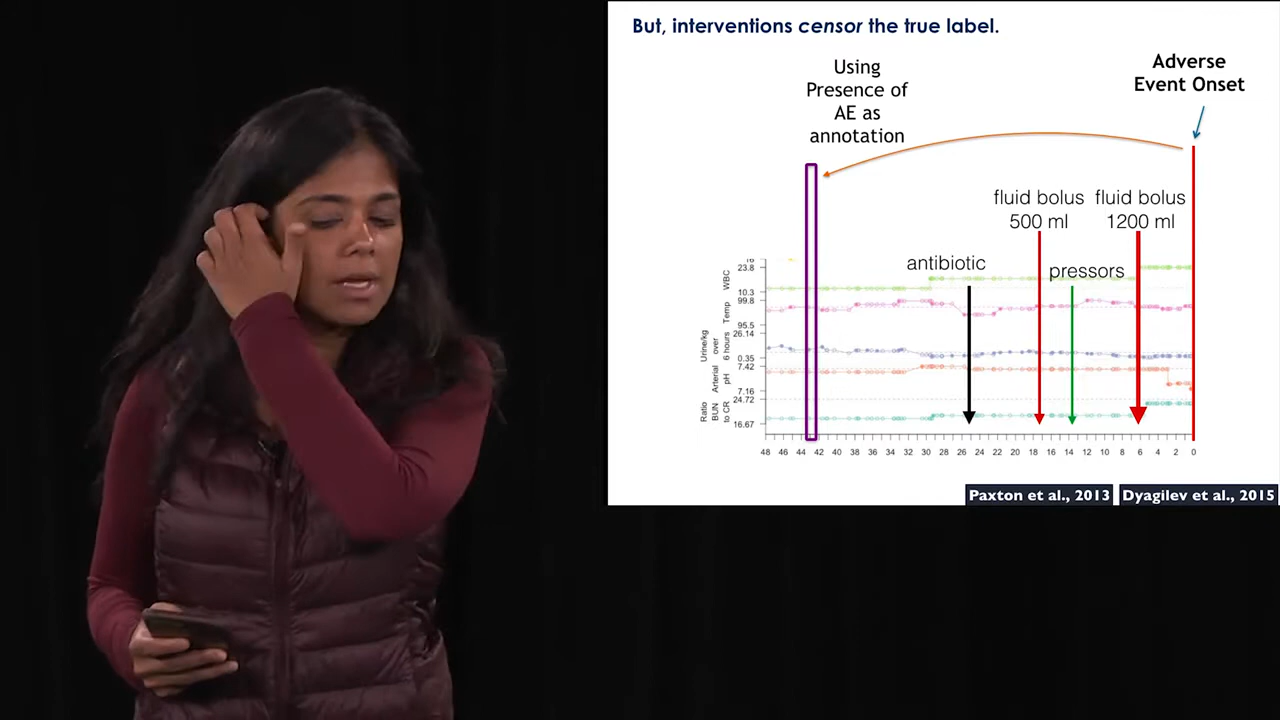 But, interventions censor the true label.
Using
Presence of
AE as
annotation
Adverse
Event Onset
fluid bolus
500 ml
fluid bolus
1200 ml
antibiotic
pressors
23.8
WBC
10.3
99.8
Temp
95.5
26.14
Urine/kg
over
6 hours
0.35
7.42
Arterial
pH
7.16
24.72
Ratio
BUN
to CR
16.67
48 46 44 42 40 38 36 34 32 30 28 26 24 22 20 18 16 14 12 10 8 6 4 2 0
Paxton et al., 2013
Dyagilev et al., 2015